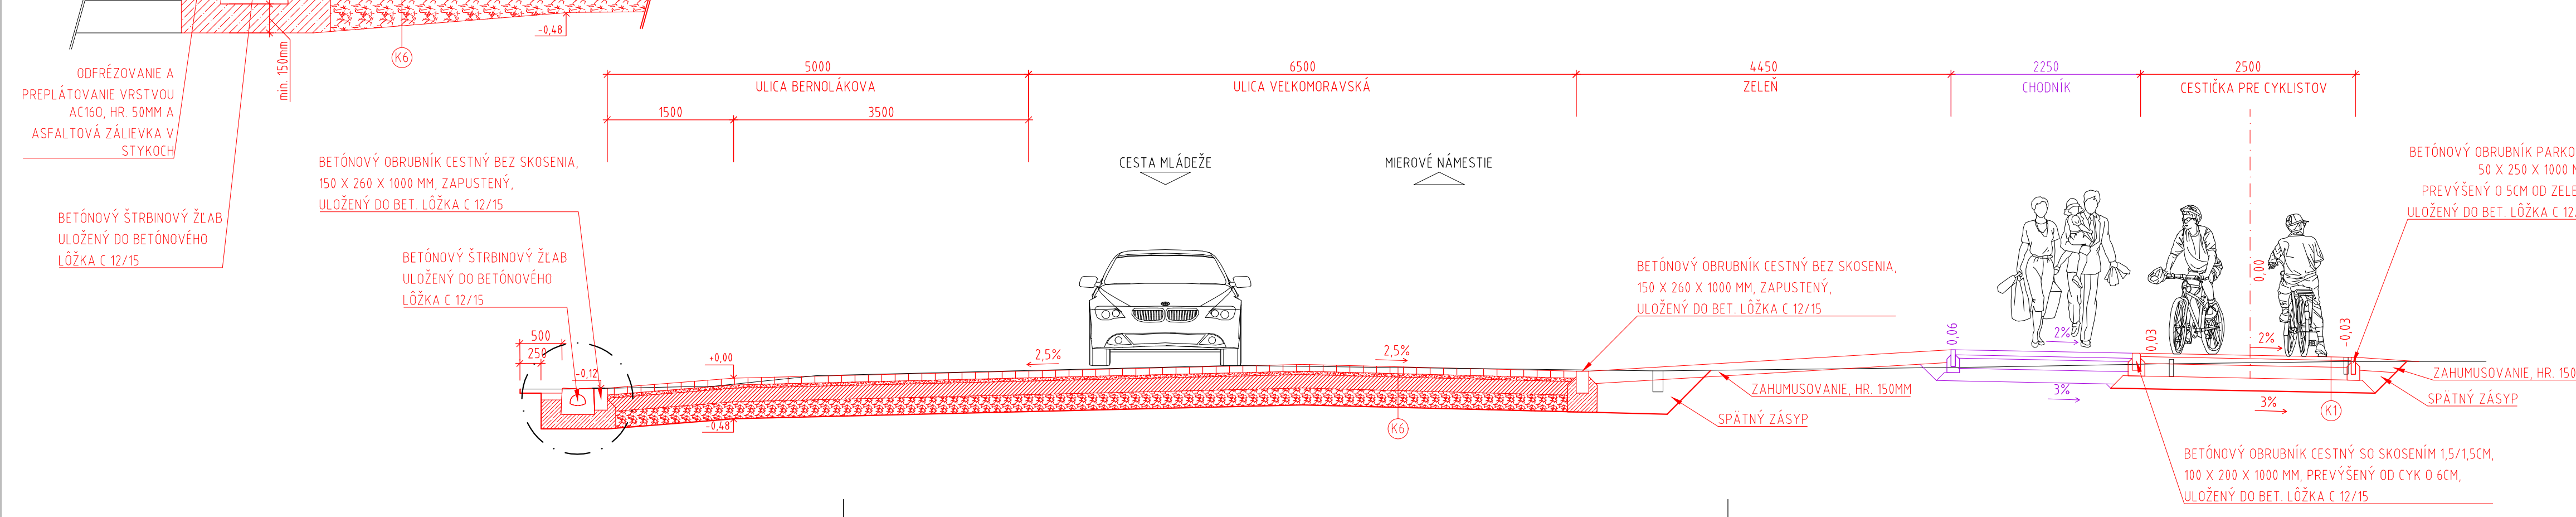 -0,48
K6
min. 150mm
ODFRÉZOVANIE A
PREPLÁTOVANIE VRSTVOU
AC16O, HR. 50MM A
ASFALTOVÁ ZÁLIEVKA V
STYKOCH
BETÓNOVÝ ŠTRBINOVÝ ŽĽAB
ULOŽENÝ DO BETÓNOVÉHO
LÔŽKA C 12/15
5000
ULICA BERNOLÁKOVA
6500
ULICA VEĽKOMORAVSKÁ
4450
ZELEŇ
2250
CHODNÍK
2500
CESTIČKA PRE CYKLISTOV
1500
3500
BETÓNOVÝ OBRUBNÍK CESTNÝ BEZ SKOSENIA,
150 X 260 X 1000 MM, ZAPUSTENÝ,
ULOŽENÝ DO BET. LÔŽKA C 12/15
CESTA MLÁDEŽE
MIEROVÉ NÁMESTIE
BETÓNOVÝ OBRUBNÍK PARKO
50 X 250 X 1000 M
PREVÝŠENÝ O 5CM OD ZELE
ULOŽENÝ DO BET. LÔŽKA C 12
BETÓNOVÝ ŠTRBINOVÝ ŽĽAB
ULOŽENÝ DO BETÓNOVÉHO
LÔŽKA C 12/15
BETÓNOVÝ OBRUBNÍK CESTNÝ BEZ SKOSENIA,
150 X 260 X 1000 MM, ZAPUSTENÝ,
ULOŽENÝ DO BET. LÔŽKA C 12/15
500
250
-0,12
+0,00
2,5%
2,5%
0,06
2%
0,03
0,00
2%
-0,03
-0,48
K6
ZAHUMUSOVANIE, HR. 150MM
SPÄTNÝ ZÁSYP
3%
3%
K1
ZAHUMUSOVANIE, HR. 150
SPÄTNÝ ZÁSYP
BETÓNOVÝ OBRUBNÍK CESTNÝ SO SKOSENÍM 1,5/1,5CM,
100 X 200 X 1000 MM, PREVÝŠENÝ OD CYK O 6CM,
ULOŽENÝ DO BET. LÔŽKA C 12/15